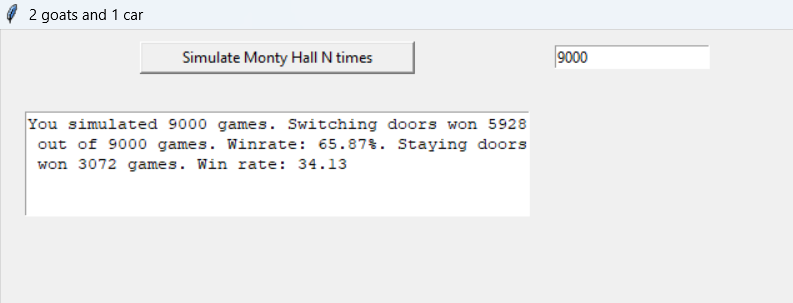 2 goats and 1 car
Simulate Monty Hall N times
9000
You simulated 9000 games. Switching doors won 5928
out of 9000 games. Winrate: 65.87%. Staying doors
won 3072 games. Win rate: 34.13